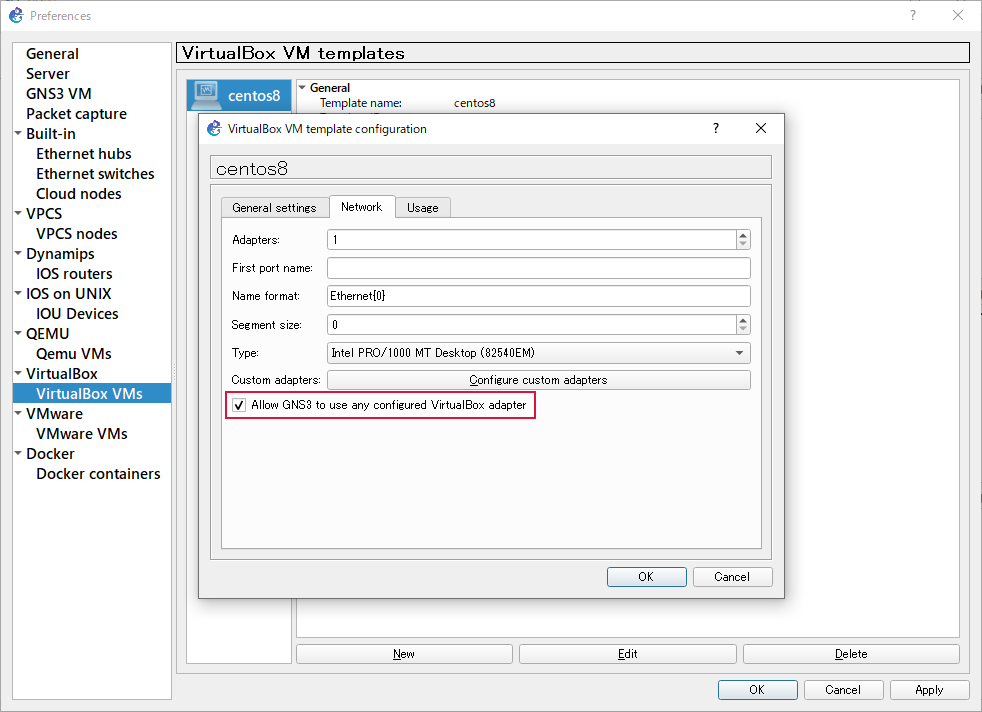 Preferences
General
Server
GNS3 VM
Packet capture
Built-in
Ethernet hubs
Ethernet switches
Cloud nodes
VPCS
VPCS nodes
Dynamips
IOS routers
IOS on UNIX
IOU Devices
QEMU
Qemu VMs
VirtualBox
VirtualBox VMs
VMware
VMware VMs
Docker
Docker containers
VirtualBox VM templates
centos8
General
Template name: centos8
VirtualBox VM template configuration
centos8
General settings Network Usage
Adapters: 1
First port name:
Name format: Ethernet{0}
Segment size: 0
Type: Intel PRO/1000 MT Desktop (82540EM)
Custom adapters: Configure custom adapters
Allow GNS3 to use any configured VirtualBox adapter
OK Cancel
New Edit Delete
OK Cancel Apply